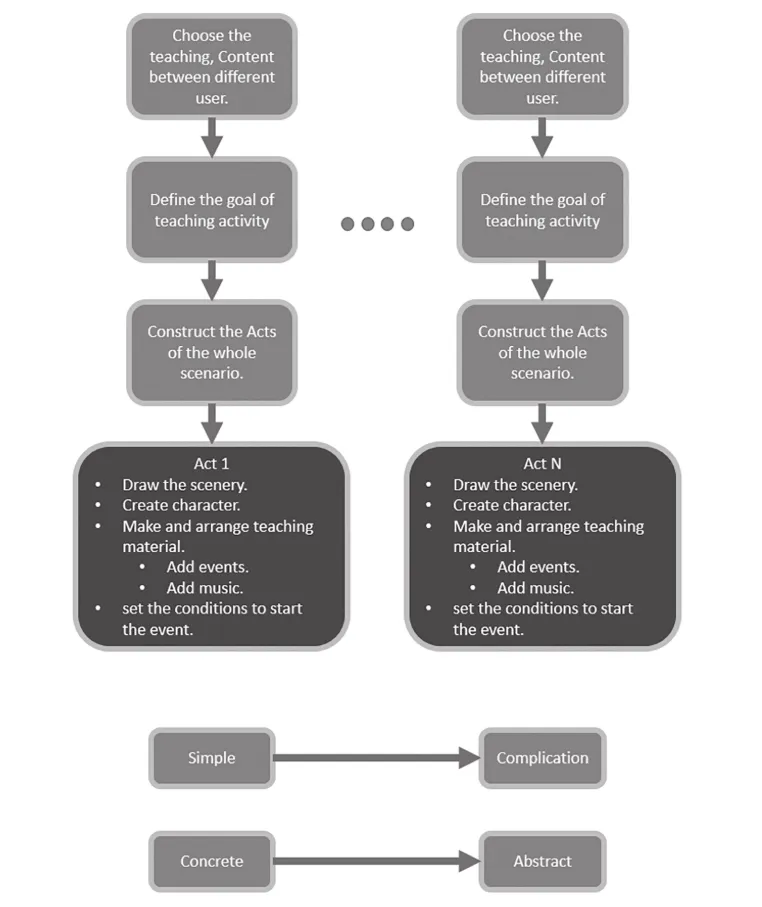 Choose the
teaching, Content
between different
user.
Define the goal of
teaching activity
Construct the Acts
of the whole
scenario.
Act 1
• Draw the scenery.
• Create character.
• Make and arrange teaching
material.
• Add events.
• Add music.
• set the conditions to start
the event.
Choose the
teaching, Content
between different
user.
Define the goal of
teaching activity
Construct the Acts
of the whole
scenario.
Act N
• Draw the scenery.
• Create character.
• Make and arrange teaching
material.
• Add events.
• Add music.
• set the conditions to start
the event.
Simple
Complication
Concrete
Abstract